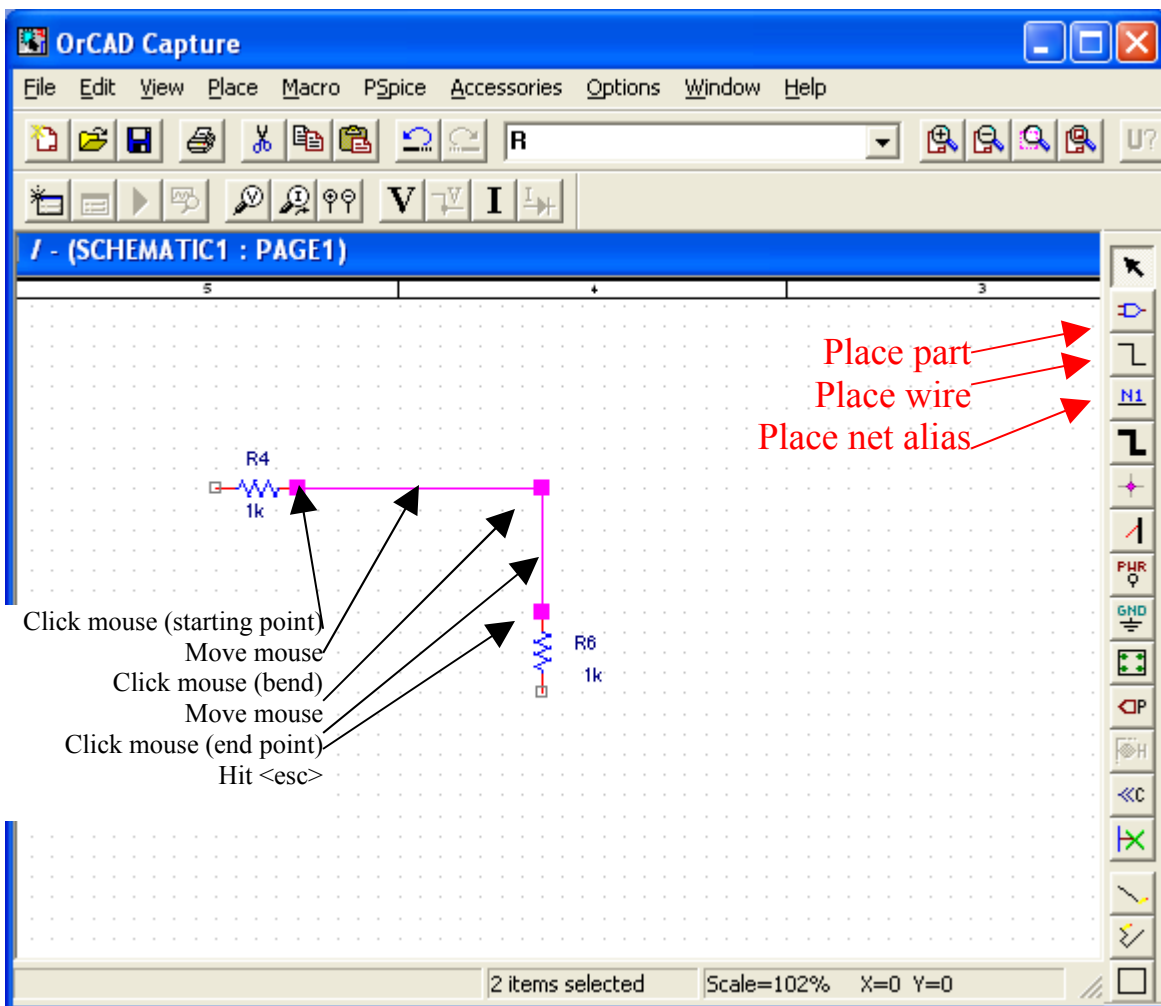 OrCAD Capture
File Edit View Place Macro PSpice Accessories Options Window Help
R
U?
V V I I
/ - (SCHEMATIC1 : PAGE1)
5 4 3
Place part
Place wire
Place net alias
N1
R4
1k
PWR
GND
Click mouse (starting point)
Move mouse
Click mouse (bend)
Move mouse
Click mouse (end point)
Hit <esc>
R6
1k
P
H
C
2 items selected Scale=102% X=0 Y=0